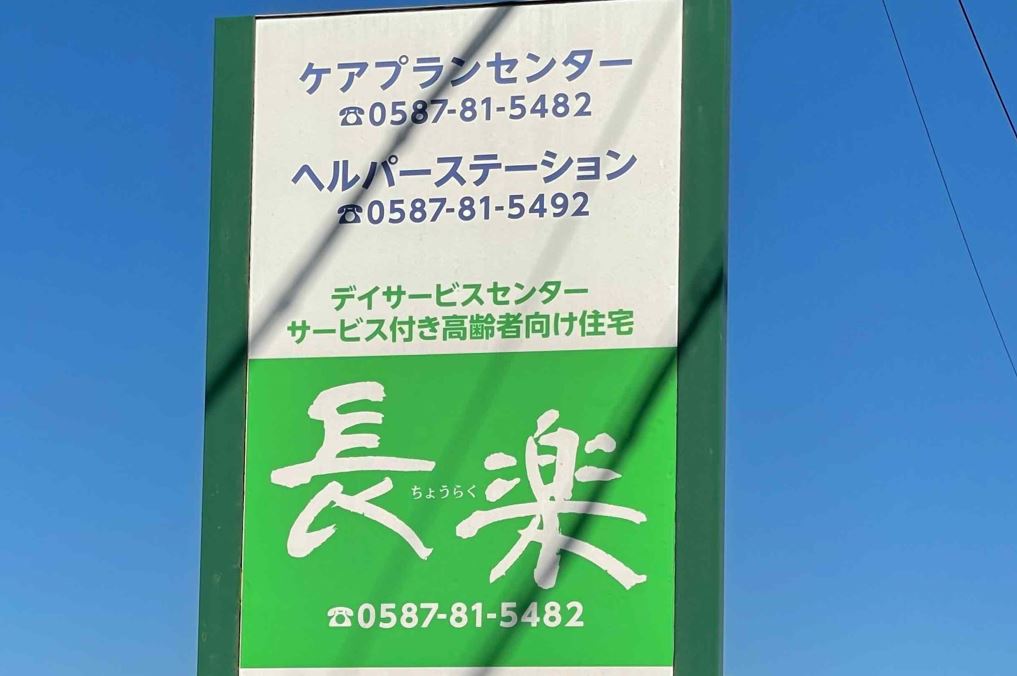 ケアプランセンター
☎0587-81-5482
ヘルパーステーション
☎0587-81-5492
デイサービスセンター
サービス付き高齢者向け住宅
長楽
ちょうらく
☎0587-81-5482